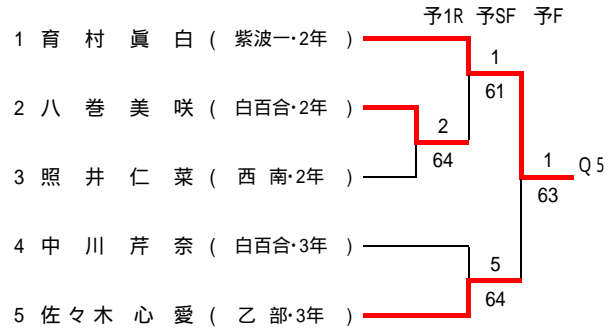 予1R 予SF 予F
1 育村眞白 ( 紫波一・2年 )
1
61
2 八巻美咲 ( 白百合・2年 )
2
64
1 Q5
63
3 照井仁菜 ( 西南・2年 )
4 中川芹奈 ( 白百合・3年 )
5
64
5 佐々木心愛 ( 乙部・3年 )